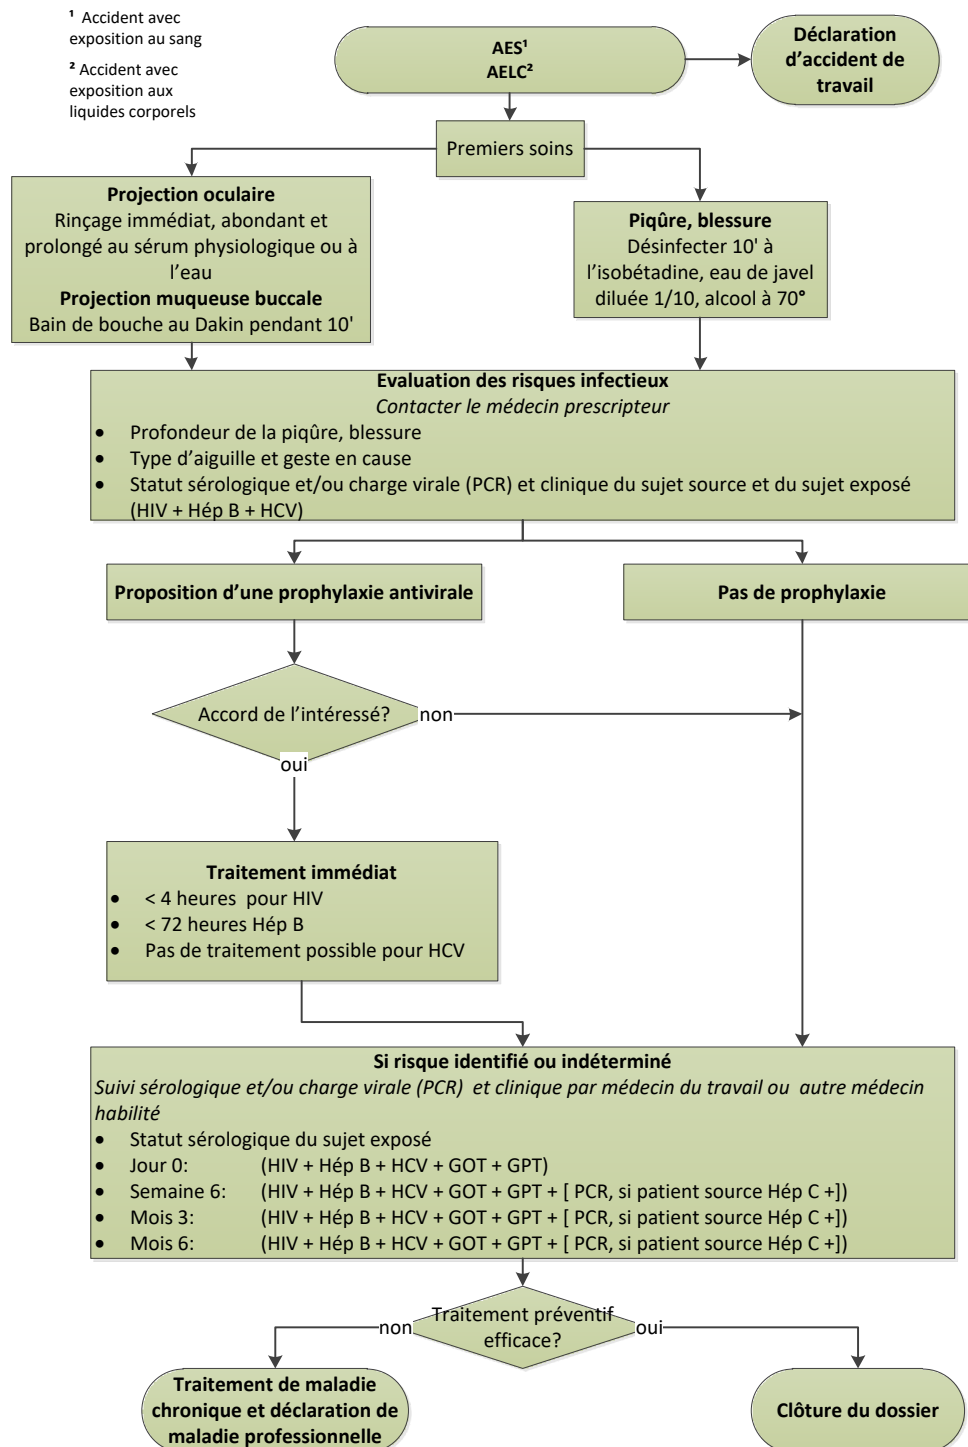 ¹ Accident avec
exposition au sang
² Accident avec
exposition aux
liquides corporels
AES¹
AELC²
Déclaration
d’accident de
travail
Premiers soins
Projection oculaire
Rinçage immédiat, abondant et
prolongé au sérum physiologique ou à
l’eau
Projection muqueuse buccale
Bain de bouche au Dakin pendant 10'
Piqûre, blessure
Désinfecter 10' à
l’isobétadine, eau de javel
diluée 1/10, alcool à 70°
Evaluation des risques infectieux
Contacter le médecin prescripteur
• Profondeur de la piqûre, blessure
• Type d’aiguille et geste en cause
• Statut sérologique et/ou charge virale (PCR) et clinique du sujet source et du sujet exposé
(HIV + Hép B + HCV)
Proposition d’une prophylaxie antivirale
Pas de prophylaxie
Accord de l’intéressé?
non
oui
Traitement immédiat
• < 4 heures pour HIV
• < 72 heures Hép B
• Pas de traitement possible pour HCV
Si risque identifié ou indéterminé
Suivi sérologique et/ou charge virale (PCR) et clinique par médecin du travail ou autre médecin
habilité
• Statut sérologique du sujet exposé
• Jour 0: (HIV + Hép B + HCV + GOT + GPT)
• Semaine 6: (HIV + Hép B + HCV + GOT + GPT + [ PCR, si patient source Hép C +])
• Mois 3: (HIV + Hép B + HCV + GOT + GPT + [ PCR, si patient source Hép C +])
• Mois 6: (HIV + Hép B + HCV + GOT + GPT + [ PCR, si patient source Hép C +])
Traitement préventif
efficace?
non
oui
Traitement de maladie
chronique et déclaration de
maladie professionnelle
Clôture du dossier